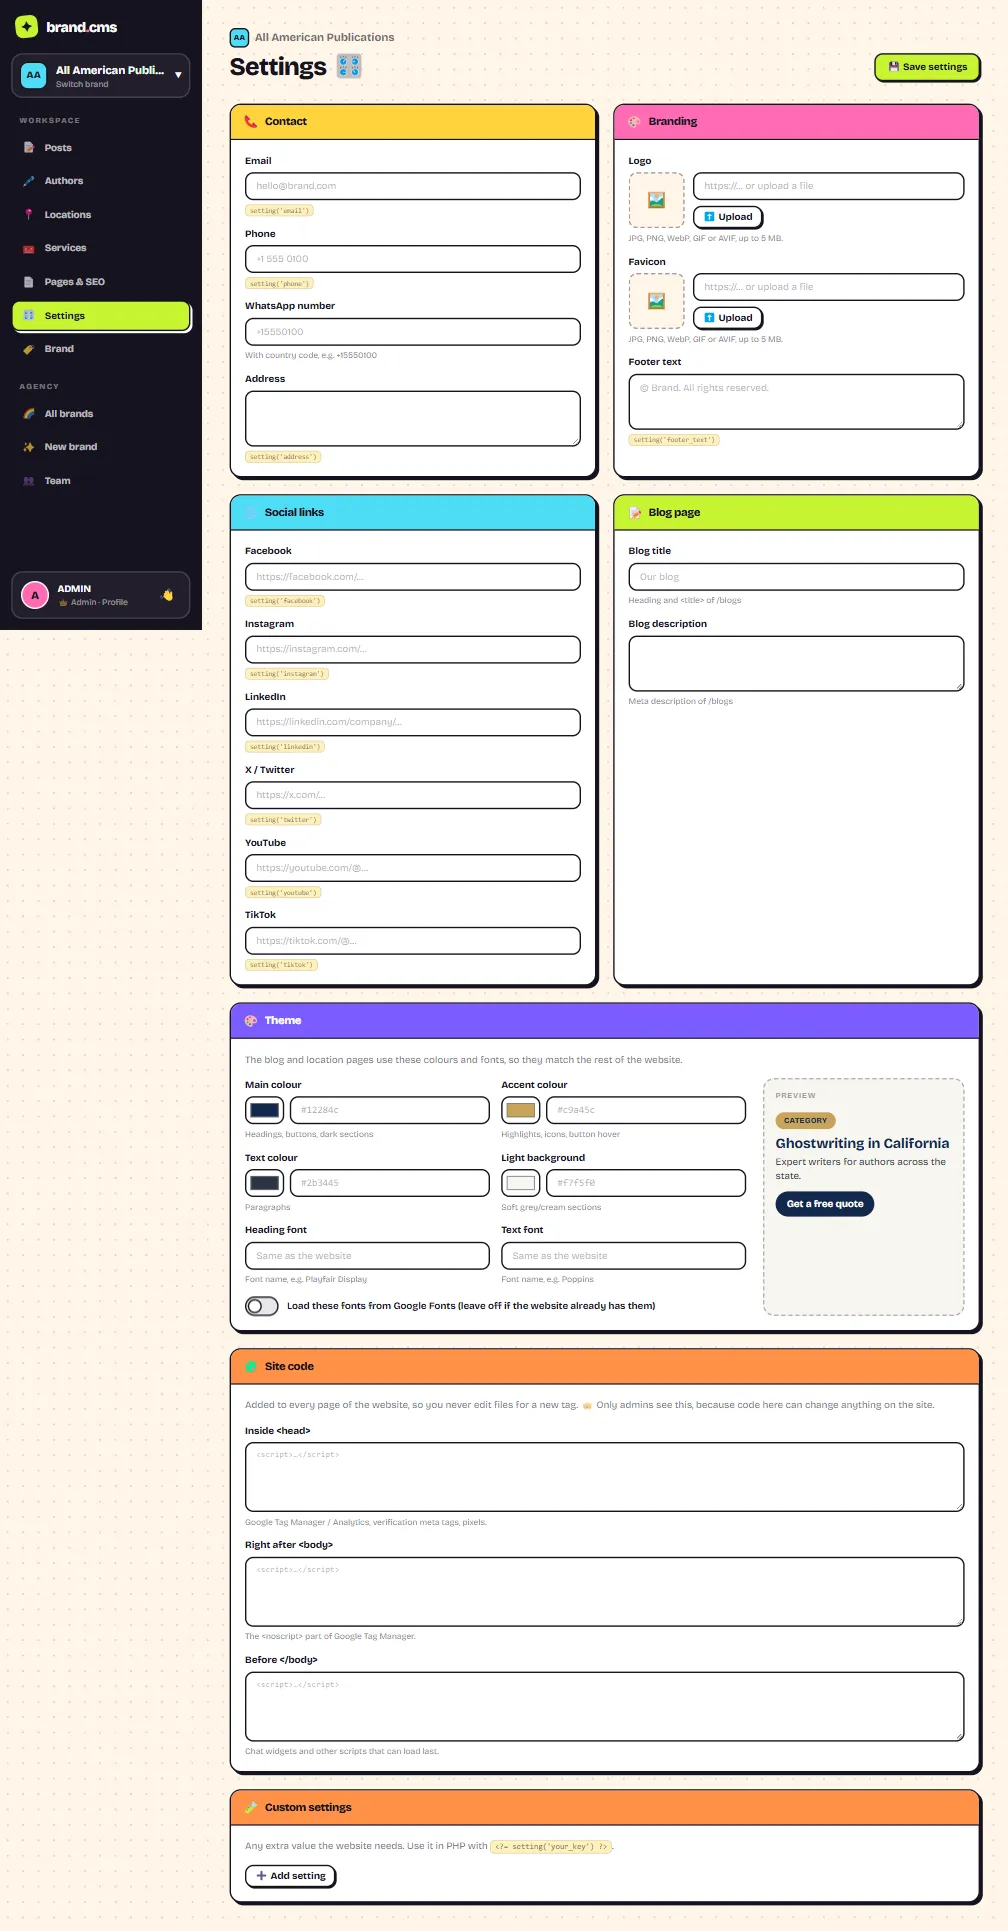 brand.cms
AA
All American Publi...
Switch brand
WORKSPACE
Posts
Authors
Locations
Services
Pages & SEO
Settings
Brand
AGENCY
All brands
New brand
Team
A
ADMIN
Admin · Profile
AA
All American Publications
Settings
Save settings
Contact
Email
hello@brand.com
setting('email')
Phone
+1 555 0100
setting('phone')
WhatsApp number
+15550100
With country code, e.g. +15550100
Address
setting('address')
Branding
Logo
https://... or upload a file
Upload
JPG, PNG, WebP, GIF or AVIF, up to 5 MB.
Favicon
https://... or upload a file
Upload
JPG, PNG, WebP, GIF or AVIF, up to 5 MB.
Footer text
© Brand. All rights reserved.
setting('footer_text')
Social links
Facebook
https://facebook.com/...
setting('facebook')
Instagram
https://instagram.com/...
setting('instagram')
LinkedIn
https://linkedin.com/company/...
setting('linkedin')
X / Twitter
https://x.com/...
setting('twitter')
YouTube
https://youtube.com/@...
setting('youtube')
TikTok
https://tiktok.com/@...
setting('tiktok')
Blog page
Blog title
Our blog
Heading and <title> of /blogs
Blog description
Meta description of /blogs
Theme
The blog and location pages use these colours and fonts, so they match the rest of the website.
Main colour
#12284c
Headings, buttons, dark sections
Accent colour
#c9a45c
Highlights, icons, button hover
Text colour
#2b3445
Paragraphs
Light background
#f7f5f0
Soft grey/cream sections
Heading font
Same as the website
Font name, e.g. Playfair Display
Text font
Same as the website
Font name, e.g. Poppins
Load these fonts from Google Fonts (leave off if the website already has them)
PREVIEW
CATEGORY
Ghostwriting in California
Expert writers for authors across the
state.
Get a free quote
Site code
Added to every page of the website, so you never edit files for a new tag. Only admins see this, because code here can change anything on the site.
Inside <head>
<script>…</script>
Google Tag Manager / Analytics, verification meta tags, pixels.
Right after <body>
<script>…</script>
The <noscript> part of Google Tag Manager.
Before </body>
<script>…</script>
Chat widgets and other scripts that can load last.
Custom settings
Any extra value the website needs. Use it in PHP with <?= setting('your_key') ?>.
Add setting